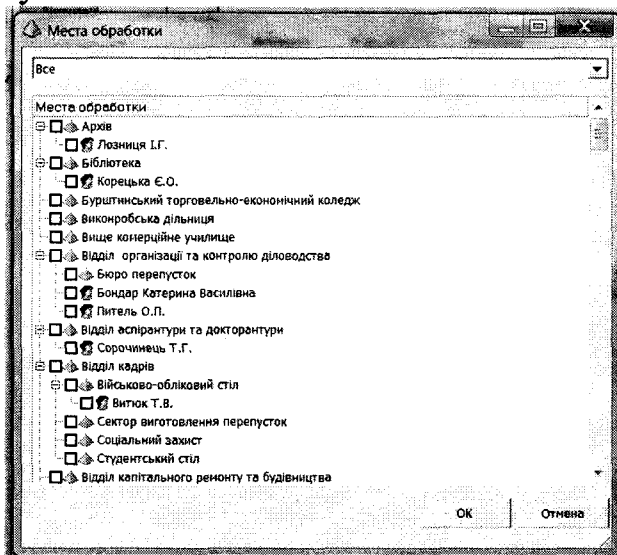 Места обработки
Все
Места обработки
Архів
Лозниця І.Г.
Бібліотека
Корецька Є.О.
Бурштинський торговельно-економічний коледж
Виконробська дільниця
Вище комерційне училище
Відділ організації та контролю діловодства
Бюро перепусток
Бондар Катерина Василівна
Питель О.П.
Відділ аспірантури та докторантури
Сорочинець Т.Г.
Відділ кадрів
Військово-обліковий стіл
Витюк Т.В.
Сектор виготовлення перепусток
Соціальний захист
Студентський стіл
Відділ капітального ремонту та будівництва
ОК Отмена